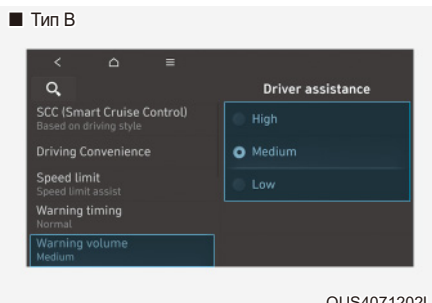 ■ Тип B
Driver assistance
SCC (Smart Cruise Control)
Based on driving style
Driving Convenience
Speed limit
Speed limit assist
Warning timing
Normal
Warning volume
Medium
High
Medium
Low